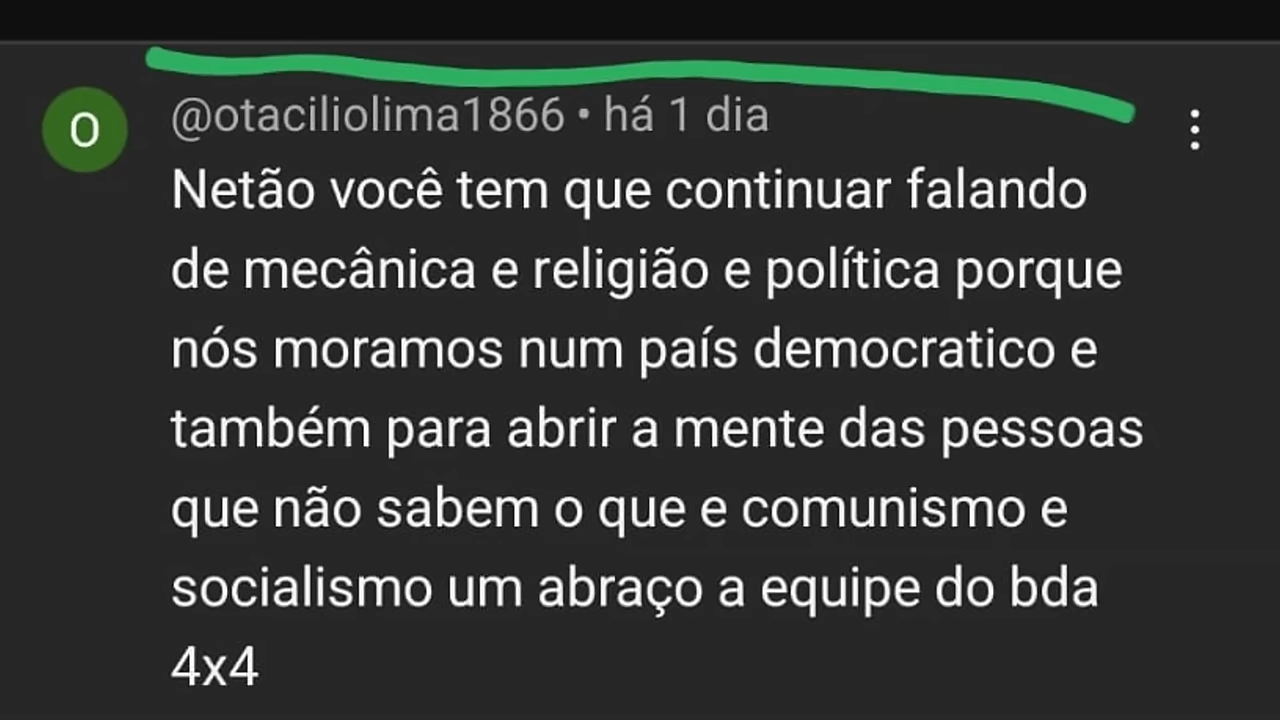 O
@otaciliolima1866 • há 1 dia
Netão você tem que continuar falando
de mecânica e religião e política porque
nós moramos num país democratico e
também para abrir a mente das pessoas
que não sabem o que e comunismo e
socialismo um abraço a equipe do bda
4x4